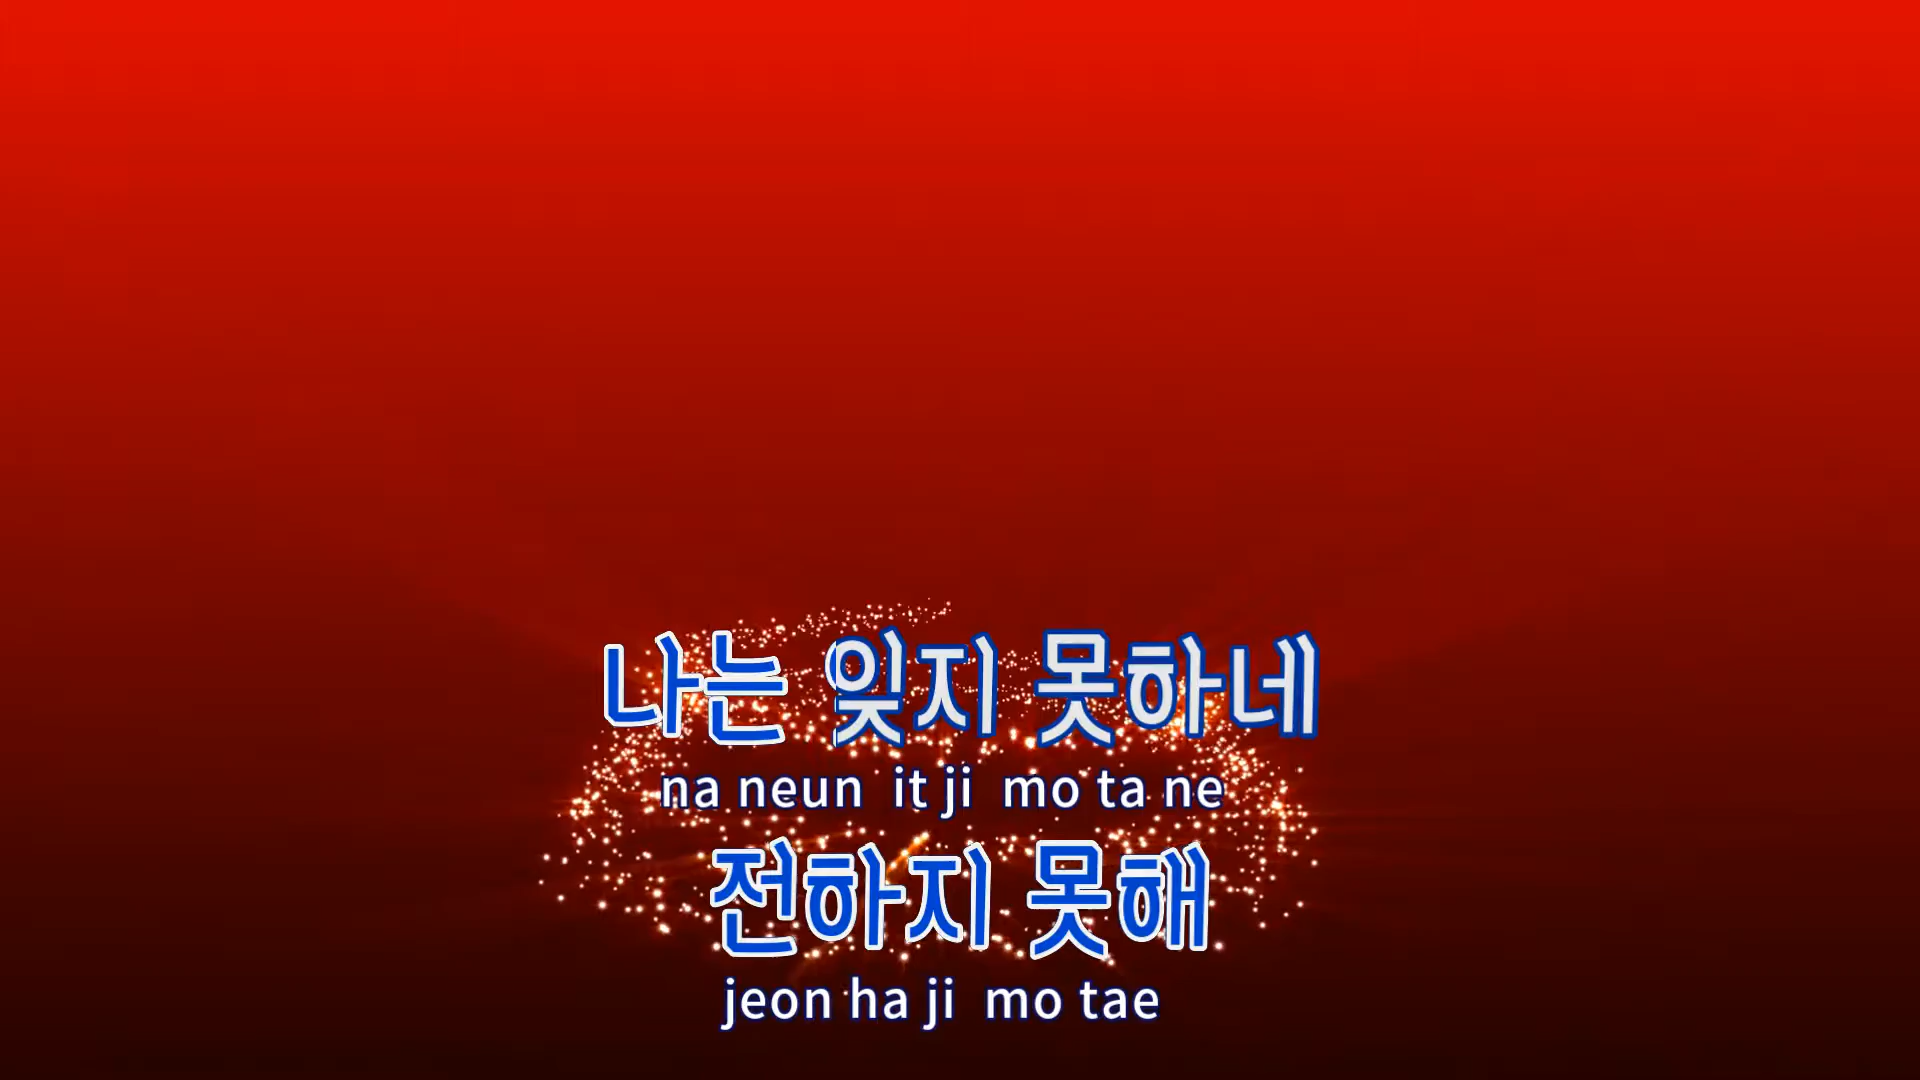 나는 잊지 못하네
na neun it ji mo ta ne
전하지 못해
jeon ha ji mo tae